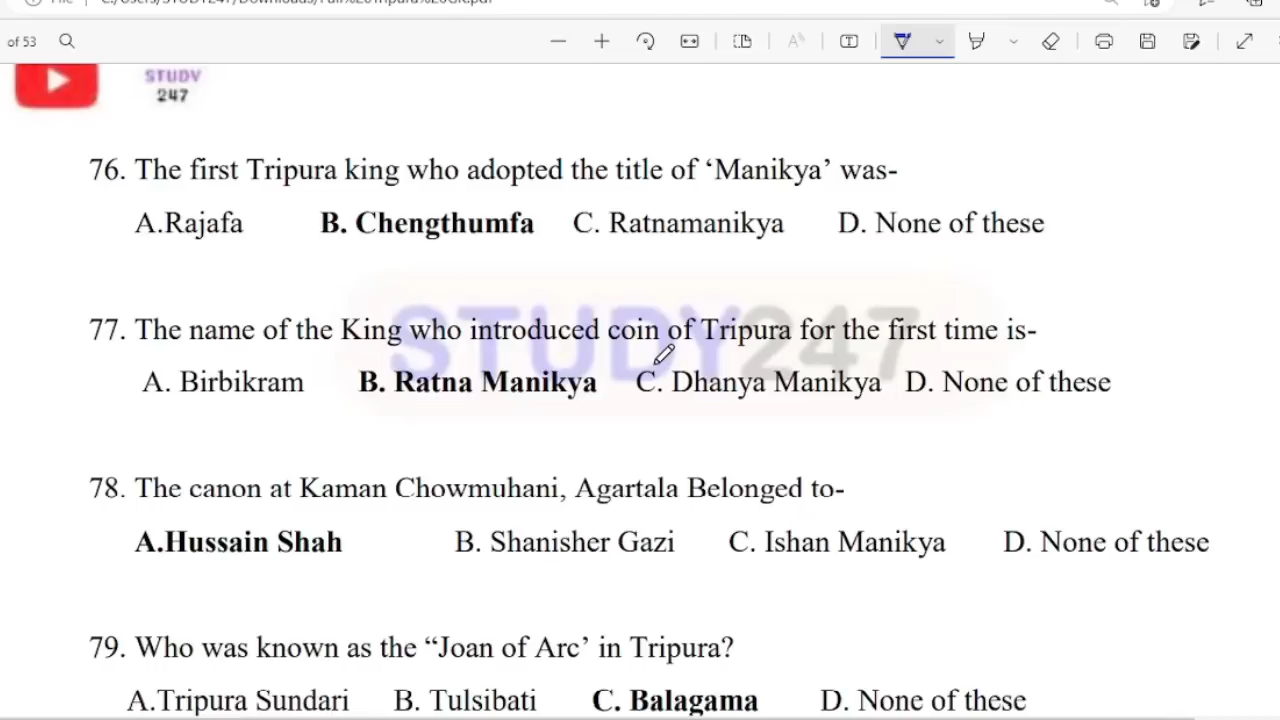 of 53
STUDY
247
76. The first Tripura king who adopted the title of ‘Manikya’ was-
A.Rajafa B. Chengthumfa C. Ratnamanikya D. None of these
STUDY247
77. The name of the King who introduced coin of Tripura for the first time is-
A. Birbikram B. Ratna Manikya C. Dhanya Manikya D. None of these
78. The canon at Kaman Chowmuhani, Agartala Belonged to-
A.Hussain Shah B. Shanisher Gazi C. Ishan Manikya D. None of these
79. Who was known as the “Joan of Arc’ in Tripura?
A.Tripura Sundari B. Tulsibati C. Balagama D. None of these